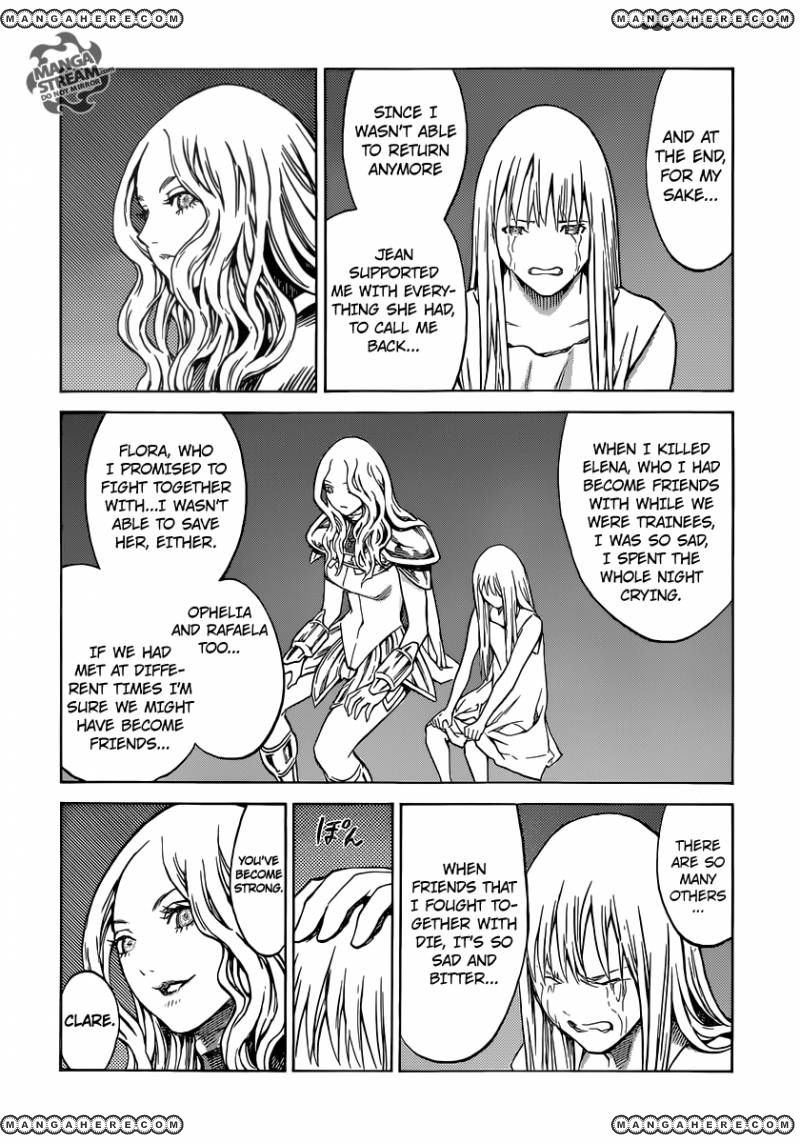 MANGAHERE.COM
MANGAHERE.COM
MANGA
STREAM.COM
DO NOT MIRROR
AND AT
THE END,
FOR MY
SAKE...
SINCE I
WASN'T ABLE
TO RETURN
ANYMORE
JEAN
SUPPORTED
ME WITH EVERY-
THING SHE HAD,
TO CALL ME
BACK...
WHEN I KILLED
ELENA, WHO I HAD
BECOME FRIENDS
WITH WHILE WE
WERE TRAINEES,
I WAS SO SAD,
I SPENT THE
WHOLE NIGHT
CRYING.
FLORA, WHO
I PROMISED TO
FIGHT TOGETHER
WITH...I WASN'T
ABLE TO SAVE
HER, EITHER.
OPHELIA
AND RAFAELA
TOO...
IF WE HAD
MET AT DIFFE-
RENT TIMES I'M
SURE WE MIGHT
HAVE BECOME
FRIENDS...
THERE
ARE SO
MANY
OTHERS
...
WHEN
FRIENDS THAT
I FOUGHT TO-
GETHER WITH
DIE, IT'S SO
SAD AND
BITTER...
ぽん
YOU'VE
BECOME
STRONG.
CLARE.
MANGAHERE.COM
MANGAHERE.COM